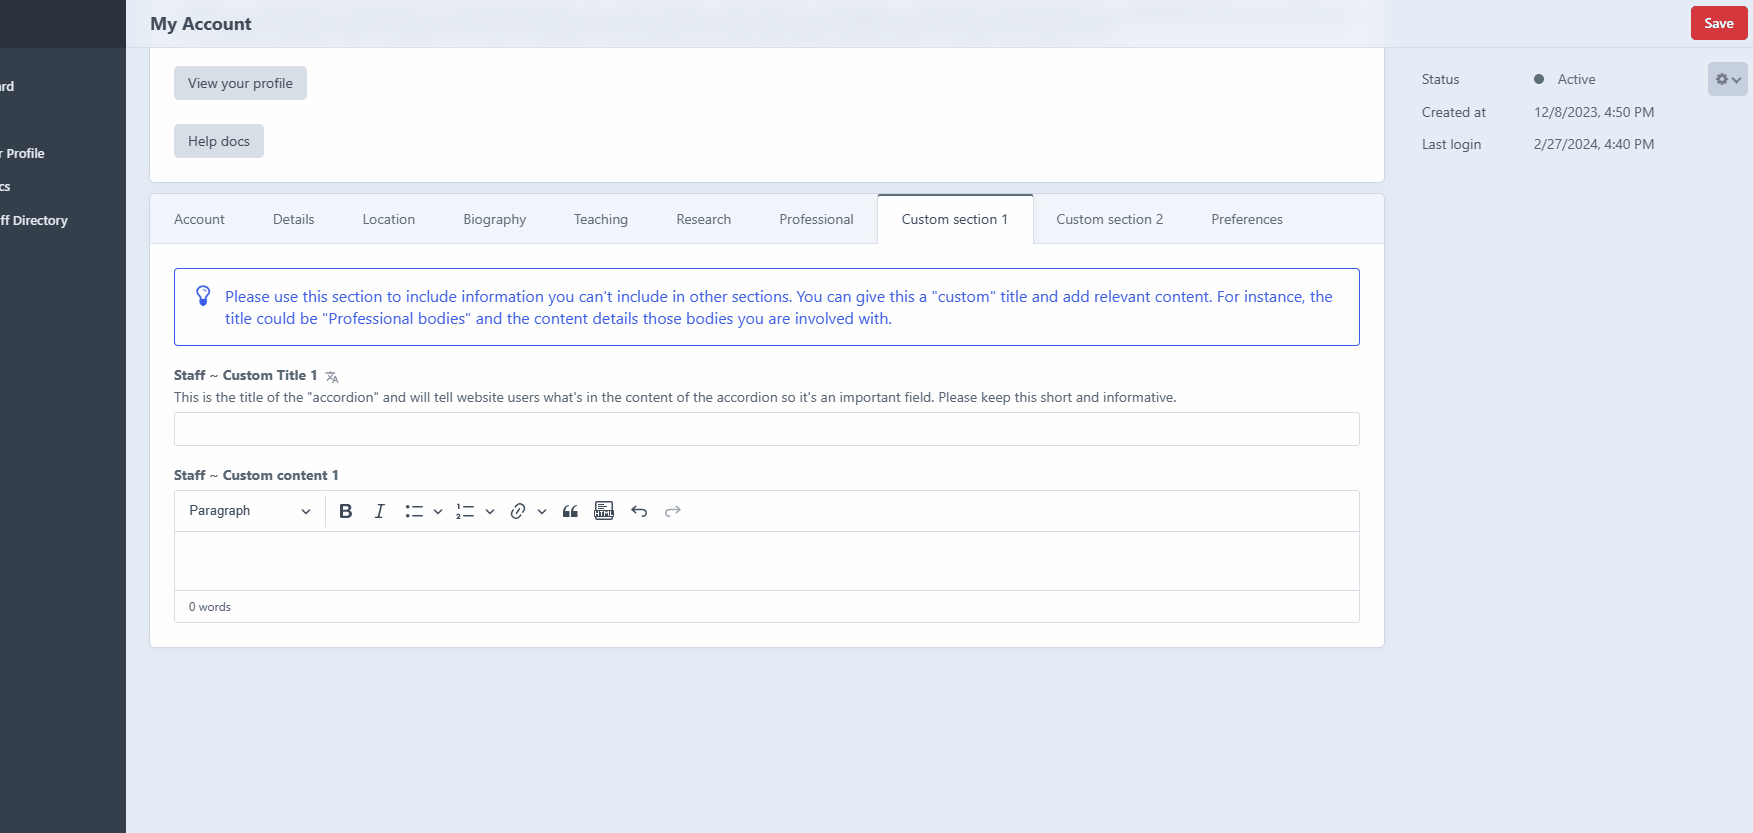 My Account
Save
View your profile
Help docs
Status Active
Created at 12/8/2023, 4:50 PM
Last login 2/27/2024, 4:40 PM
Profile
ff Directory
Account Details Location Biography Teaching Research Professional Custom section 1 Custom section 2 Preferences
Please use this section to include information you can't include in other sections. You can give this a "custom" title and add relevant content. For instance, the
title could be "Professional bodies" and the content details those bodies you are involved with.
Staff ~ Custom Title 1
This is the title of the "accordion" and will tell website users what's in the content of the accordion so it's an important field. Please keep this short and informative.
Staff ~ Custom content 1
Paragraph
HTML
0 words